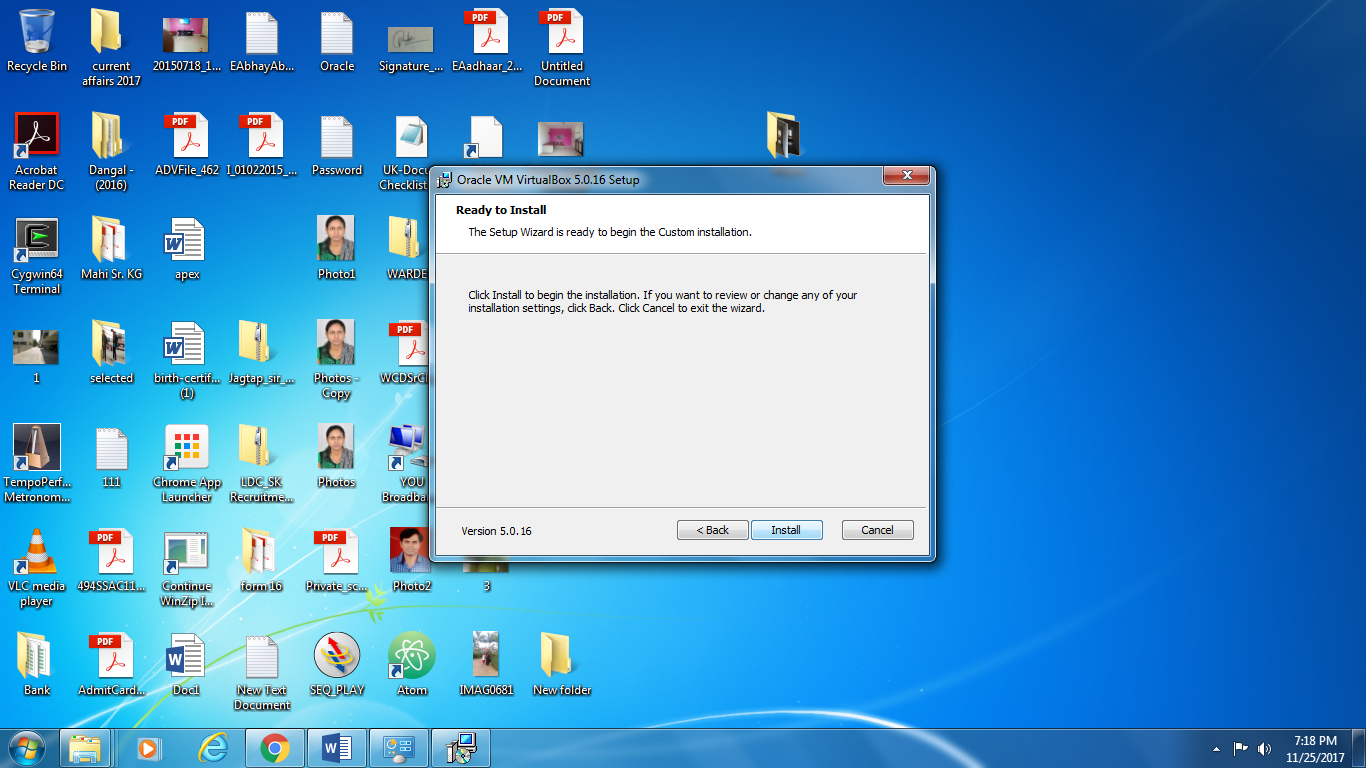 Recycle Bin
current
affairs 2017
20150718_1...
EAbhayAb...
Oracle
Signature_...
EAadhaar_2...
Untitled
Document
Acrobat
Reader DC
Dangal -
(2016)
PDF
ADVFile_462
PDF
I_01022015_...
Password
UK-Docu
Checklist
Cygwin64
Terminal
Mahi Sr. KG
apex
Photo1
WARDE
1
selected
birth-certif...
(1)
Jagtap_sir_...
Photos -
Copy
PDF
WCDSrCl
TempoPerf...
Metronom...
111
Chrome App
Launcher
LDC_SK
Recruitme...
Photos
YOU
Broadba
VLC media
player
PDF
494SSAC11...
Continue
WinZip I...
form 16
PDF
Private_sc...
Photo2
3
Bank
PDF
AdmitCard...
Doc1
New Text
Document
SEQ_PLAY
Atom
IMAG0681
New folder
PDF
PDF
Oracle VM VirtualBox 5.0.16 Setup
Ready to Install
The Setup Wizard is ready to begin the Custom installation.
Click Install to begin the installation. If you want to review or change any of your
installation settings, click Back. Click Cancel to exit the wizard.
Version 5.0.16
< Back
Install
Cancel
7:18 PM
11/25/2017